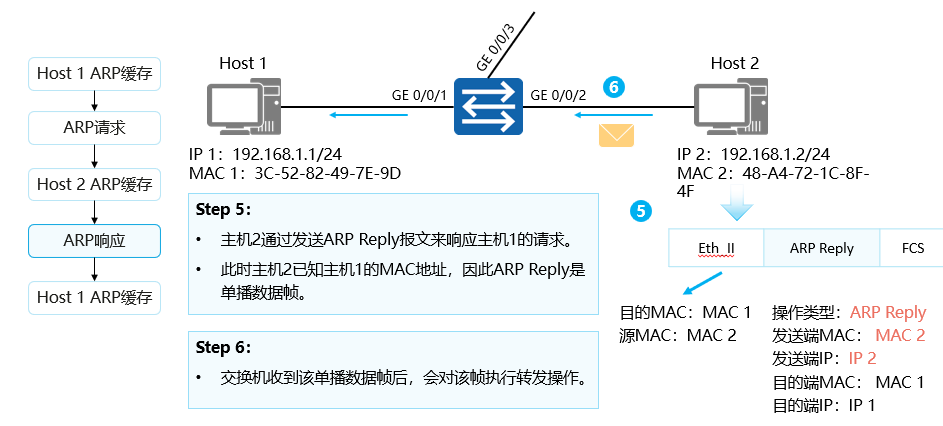 GE 0/0/3
Host 1
Host 2
Host 1 ARP缓存
ARP请求
Host 2 ARP缓存
ARP响应
Host 1 ARP缓存
GE 0/0/1
GE 0/0/2
6
IP 1：192.168.1.1/24
MAC 1：3C-52-82-49-7E-9D
IP 2：192.168.1.2/24
MAC 2：48-A4-72-1C-8F-
4F
Step 5：
• 主机2通过发送ARP Reply报文来响应主机1的请求。
• 此时主机2已知主机1的MAC地址，因此ARP Reply是
单播数据帧。
Step 6：
• 交换机收到该单播数据帧后，会对该帧执行转发操作。
5
Eth_II
ARP Reply
FCS
目的MAC：MAC 1
源MAC：MAC 2
操作类型：ARP Reply
发送端MAC： MAC 2
发送端IP：IP 2
目的端MAC： MAC 1
目的端IP：IP 1